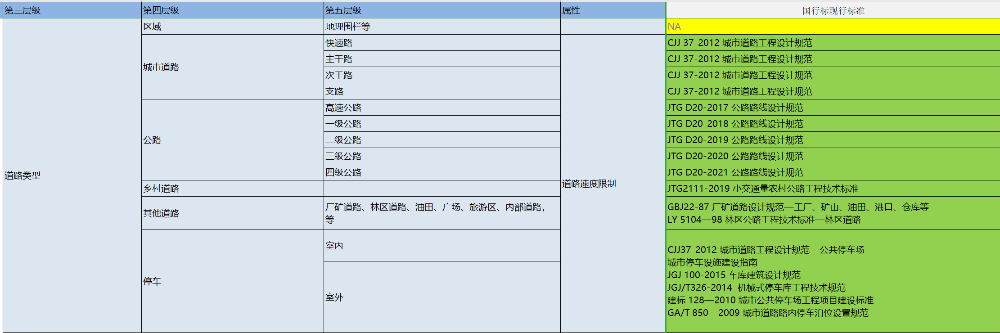 第三层级 第四层级 第五层级 属性 国行标现行标准
区域 地理围栏等 NA
快速路 CJJ 37-2012 城市道路工程设计规范
主干路 CJJ 37-2012 城市道路工程设计规范
城市道路
次干路 CJJ 37-2012 城市道路工程设计规范
支路 CJJ 37-2012 城市道路工程设计规范
高速公路 JTG D20-2017 公路路线设计规范
一级公路 JTG D20-2018 公路路线设计规范
公路 二级公路 JTG D20-2019 公路路线设计规范
三级公路 JTG D20-2020 公路路线设计规范
四级公路 JTG D20-2021 公路路线设计规范
道路类型
道路速度限制
乡村道路 JTG2111-2019 小交通量农村公路工程技术标准
其他道路
厂矿道路、林区道路、油田、广场、旅游区、内部道路，
等
GBJ22-87 厂矿道路设计规范—工厂、矿山、油田、港口、仓库等
LY 5104—98 林区公路工程技术标准—林区道路
停车
室内
室外
CJJ37-2012 城市道路工程设计规范—公共停车场
城市停车设施建设指南
JGJ 100-2015 车库建筑设计规范
JGJ/T326-2014 机械式停车库工程技术规范
建标 128—2010 城市公共停车场工程项目建设标准
GA/T 850—2009 城市道路路内停车泊位设置规范